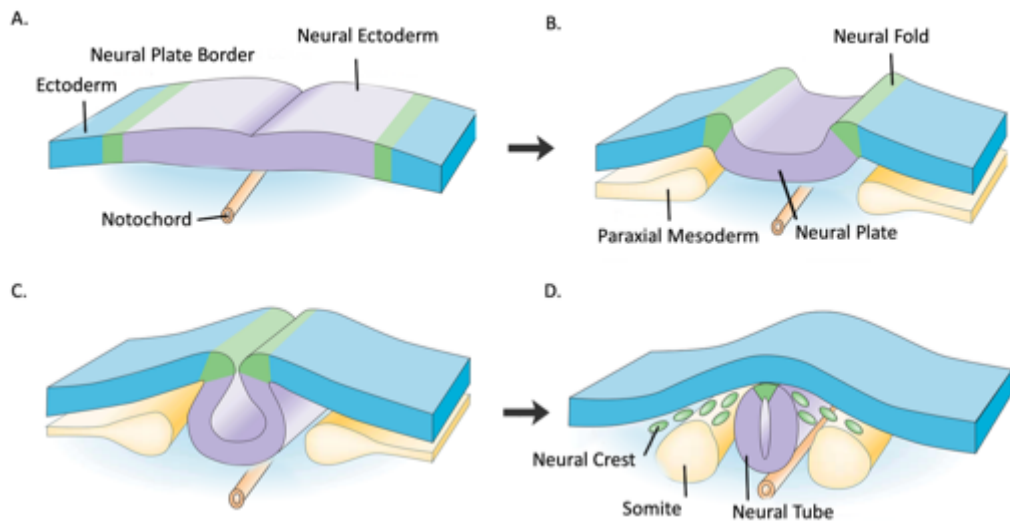 A.
Neural Ectoderm
Neural Plate Border
Ectoderm
Notochord
B.
Neural Fold
Paraxial Mesoderm
Neural Plate
C.
D.
Neural Crest
Somite
Neural Tube